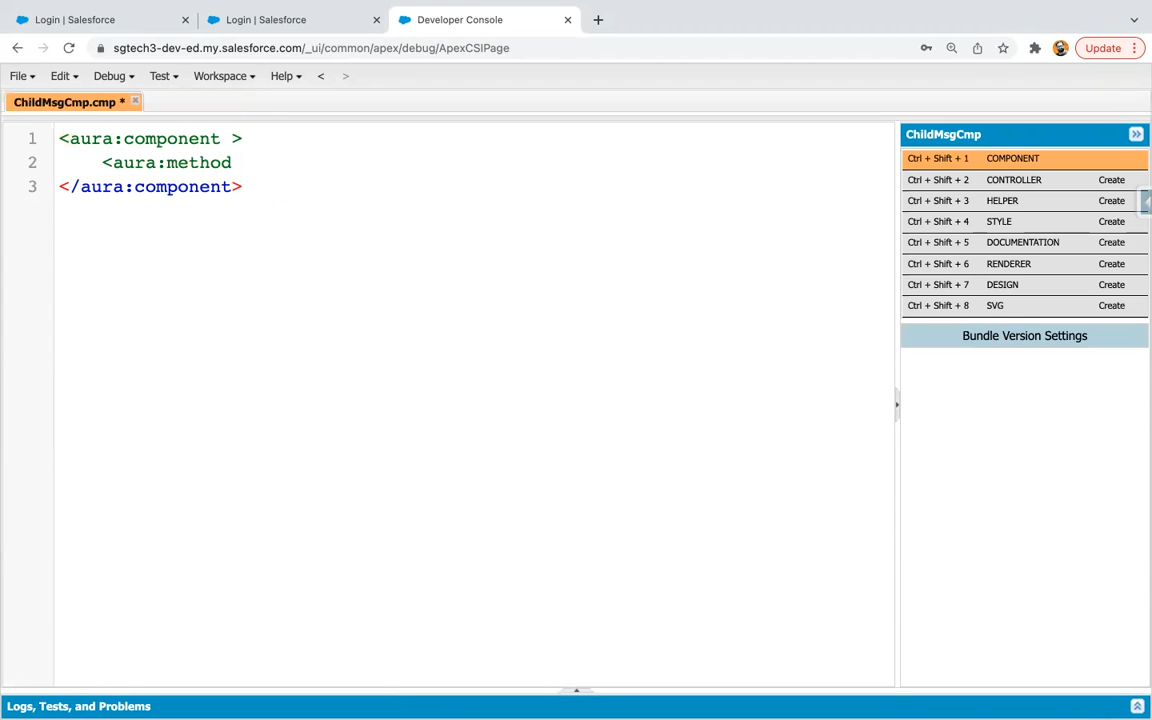 Login | Salesforce
Login | Salesforce
Developer Console
sgtech3-dev-ed.my.salesforce.com/_ui/common/apex/debug/ApexCSIPage
Update
File Edit Debug Test Workspace Help < >
ChildMsgCmp.cmp *
1 <aura:component >
2 <aura:method
3 </aura:component>
ChildMsgCmp
Ctrl + Shift + 1 COMPONENT
Ctrl + Shift + 2 CONTROLLER Create
Ctrl + Shift + 3 HELPER Create
Ctrl + Shift + 4 STYLE Create
Ctrl + Shift + 5 DOCUMENTATION Create
Ctrl + Shift + 6 RENDERER Create
Ctrl + Shift + 7 DESIGN Create
Ctrl + Shift + 8 SVG Create
Bundle Version Settings
Logs, Tests, and Problems